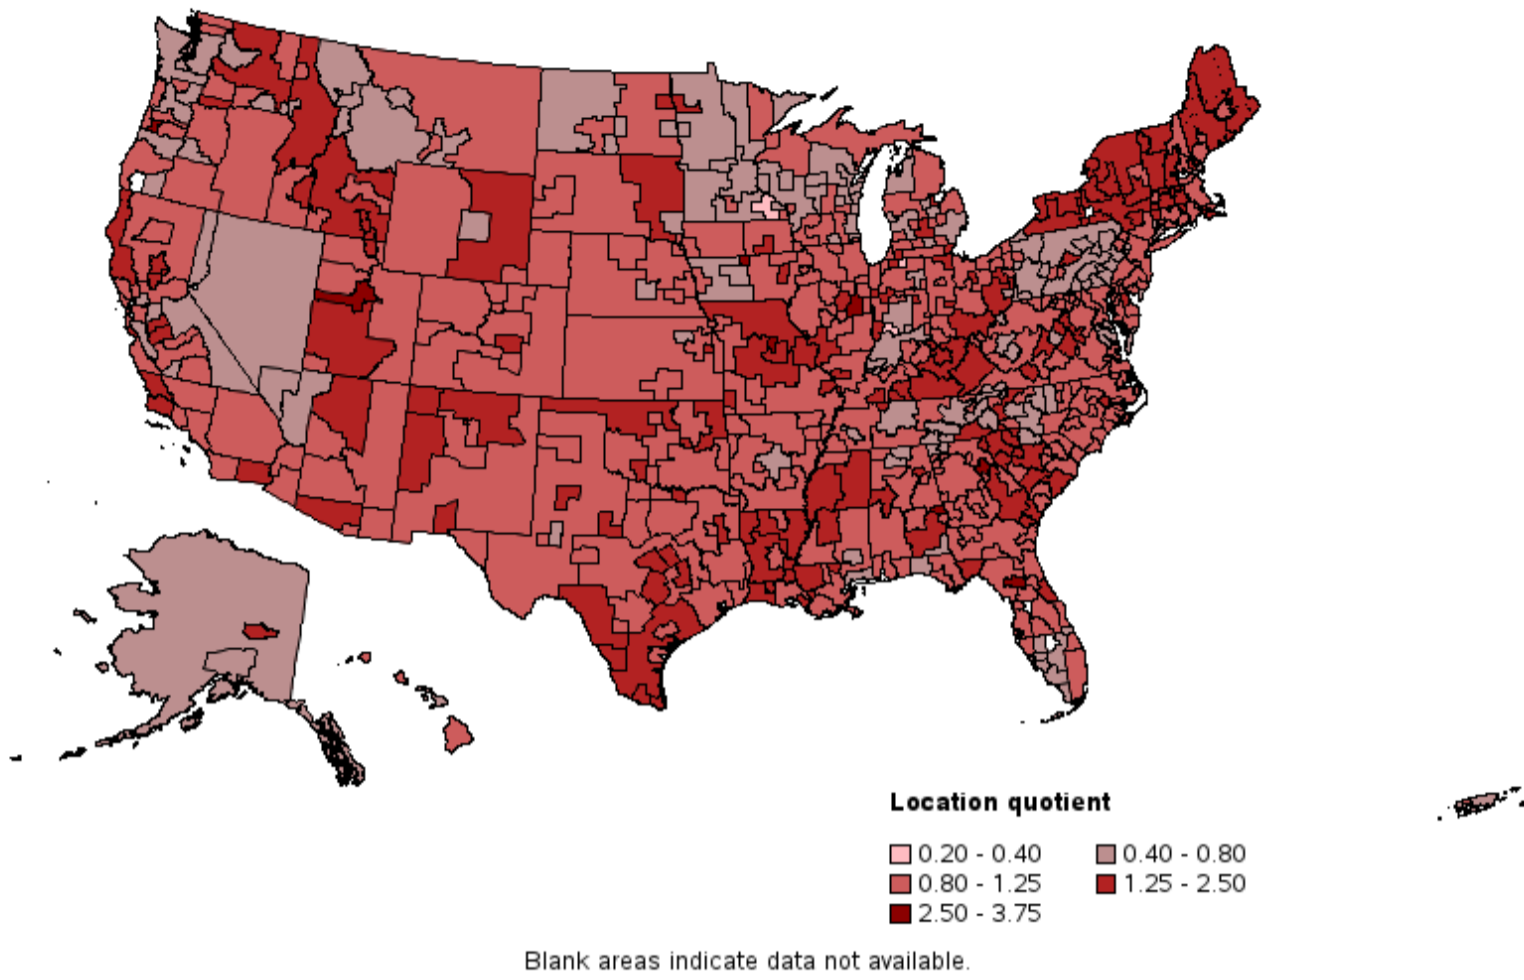 Location quotient
0.20 - 0.40 0.40 - 0.80
0.80 - 1.25 1.25 - 2.50
2.50 - 3.75
Blank areas indicate data not available.